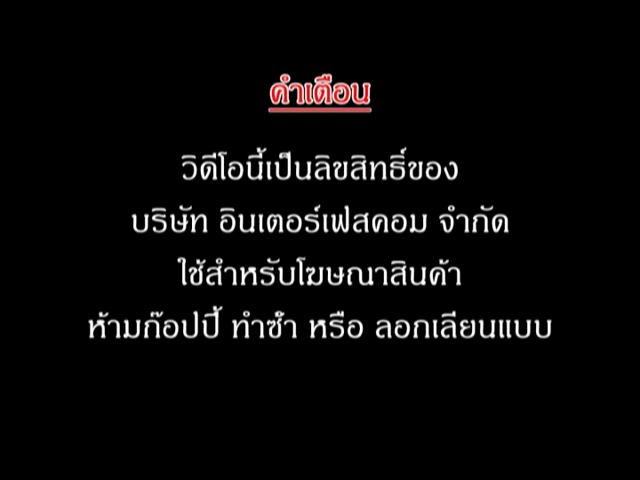 คำเตือน
วิดีโอนี้เป็นลิขสิทธิ์ของ
บริษัท อินเตอร์เฟสคอม จำกัด
ใช้สำหรับโฆษณาสินค้า
ห้ามก๊อปปี้ ทำซ้ำ หรือ ลอกเลียนแบบ